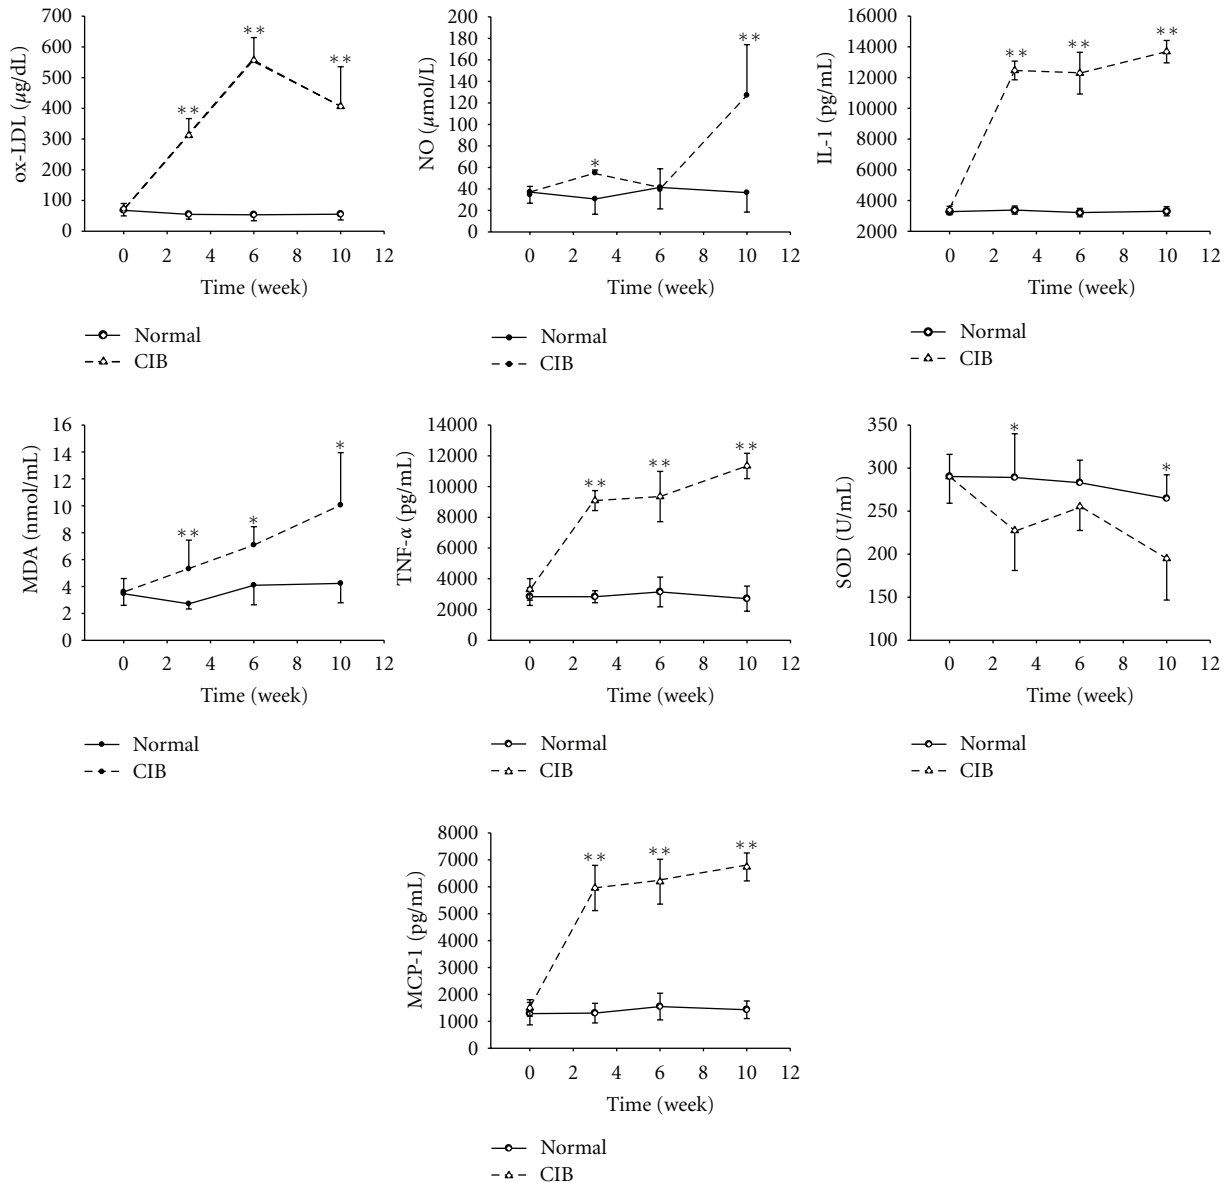 700
600
500
400
300
200
100
0
ox-LDL (μg/dL)
** ** **
0 2 4 6 8 10 12
Time (week)
Normal
CIB
200
180
160
140
120
100
80
60
40
20
0
NO (μmol/L)
* **
0 2 4 6 8 10 12
Time (week)
Normal
CIB
16000
14000
12000
10000
8000
6000
4000
2000
IL-1 (pg/mL)
** ** **
0 2 4 6 8 10 12
Time (week)
Normal
CIB
16
14
12
10
8
6
4
2
0
MDA (nmol/mL)
** * *
0 2 4 6 8 10 12
Time (week)
Normal
CIB
14000
12000
10000
8000
6000
4000
2000
0
TNF-α (pg/mL)
** ** **
0 2 4 6 8 10 12
Time (week)
Normal
CIB
350
300
250
200
150
100
SOD (U/mL)
* *
0 2 4 6 8 10 12
Time (week)
Normal
CIB
8000
7000
6000
5000
4000
3000
2000
1000
0
MCP-1 (pg/mL)
** ** **
0 2 4 6 8 10 12
Time (week)
Normal
CIB